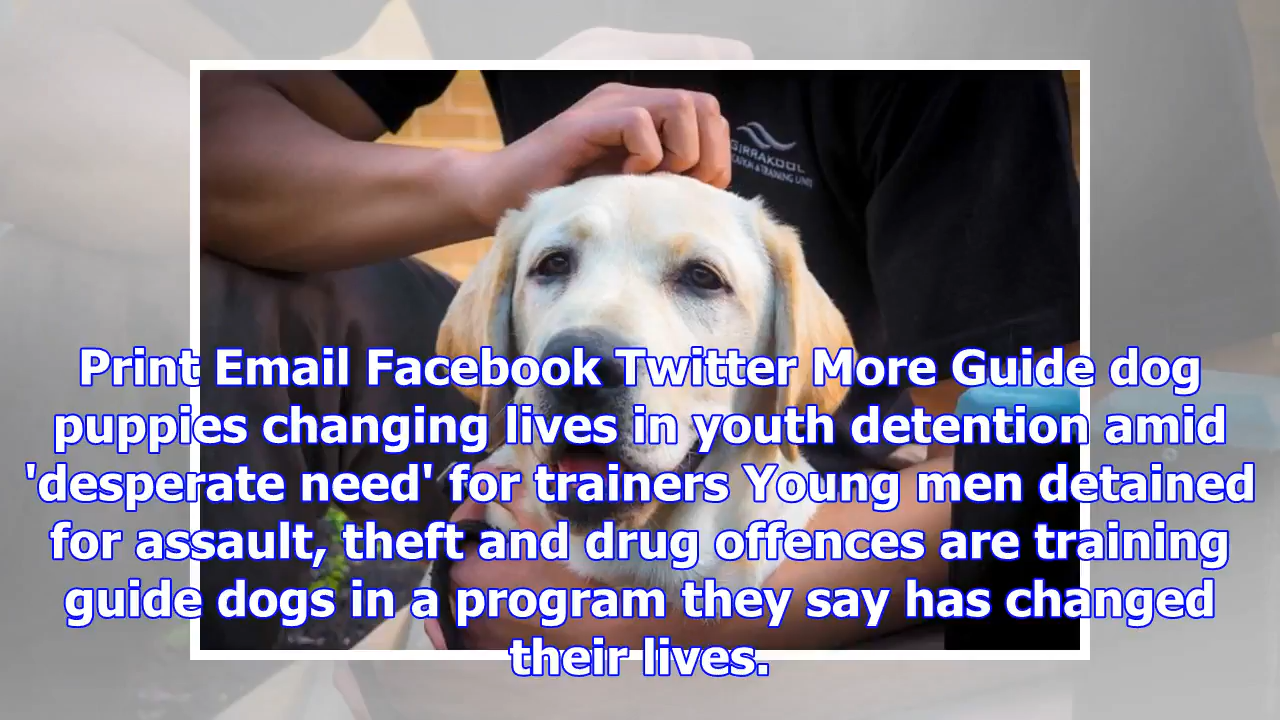 GIRRAKOOL
Print Email Facebook Twitter More Guide dog
puppies changing lives in youth detention amid
'desperate need' for trainers Young men detained
for assault, theft and drug offences are training
guide dogs in a program they say has changed
their lives.